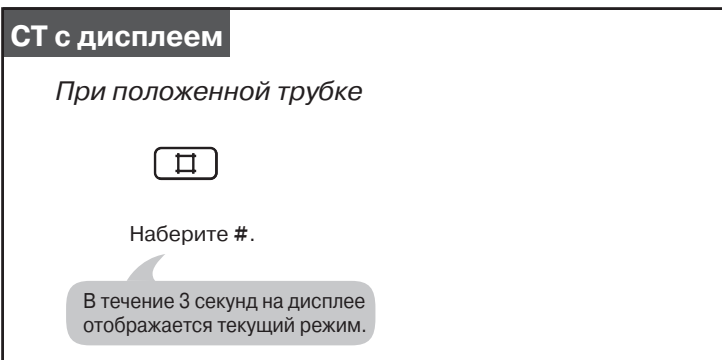 СТ с дисплеем
При положенной трубке
#
Наберите #.
В течение 3 секунд на дисплее
отображается текущий режим.